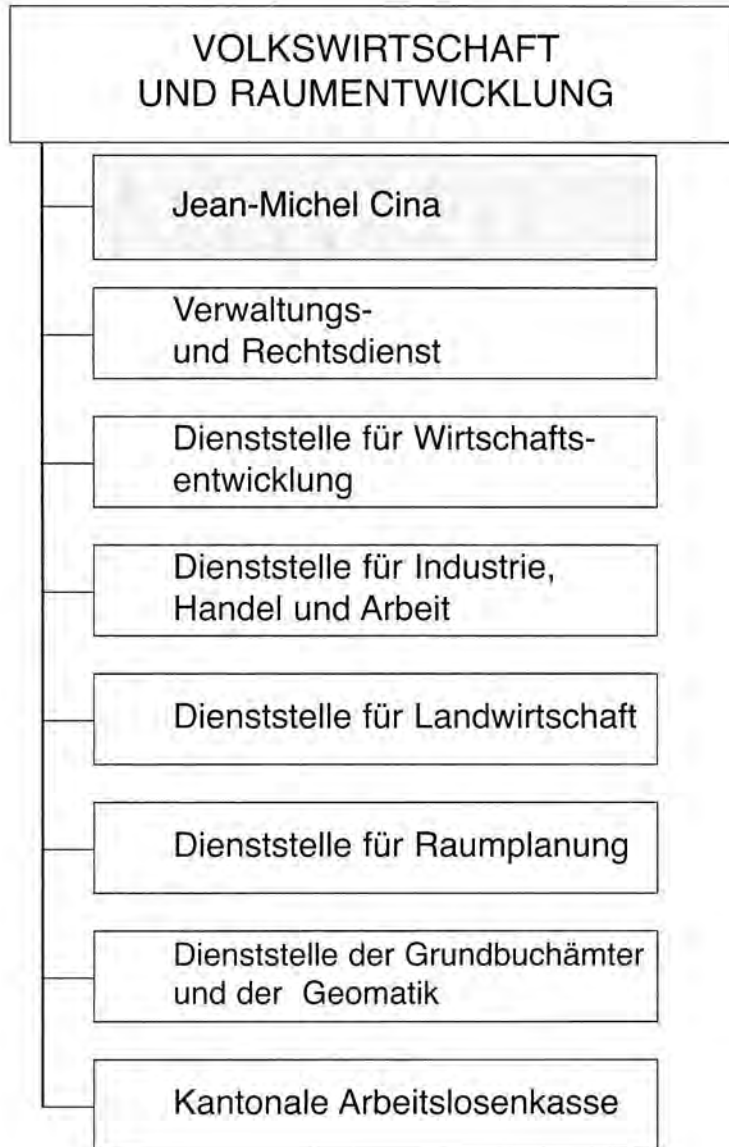 VOLKSWIRTSCHAFT
UND RAUMENTWICKLUNG
Jean-Michel Cina
Verwaltungs-
und Rechtsdienst
Dienststelle für Wirtschafts-
entwicklung
Dienststelle für Industrie,
Handel und Arbeit
Dienststelle für Landwirtschaft
Dienststelle für Raumplanung
Dienststelle der Grundbuchämter
und der Geomatik
Kantonale Arbeitslosenkasse